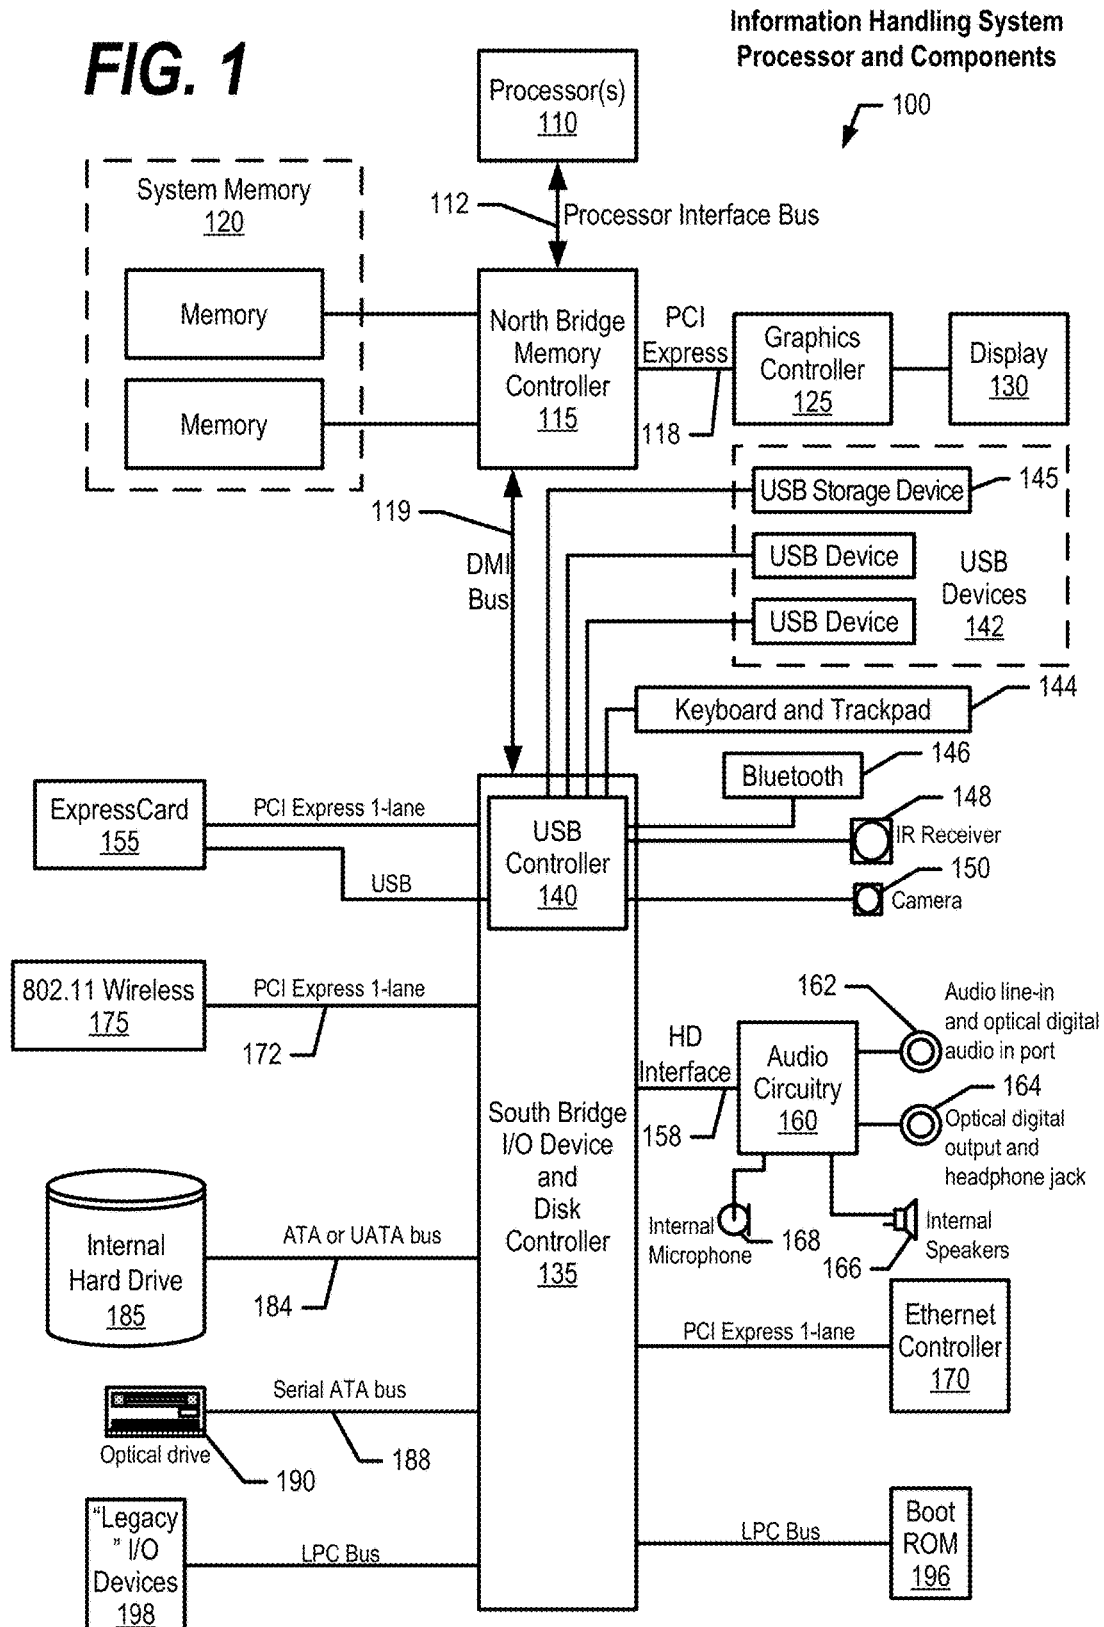 Information Handling System
Processor and Components
FIG. 1
100
Processor(s)
110
112
Processor Interface Bus
System Memory
120
Memory
Memory
North Bridge
Memory
Controller
115
PCI
Express
118
Graphics
Controller
125
Display
130
119
DMI
Bus
USB Storage Device
145
USB Device
USB Device
USB
Devices
142
Keyboard and Trackpad
144
Bluetooth
146
148
IR Receiver
150
Camera
ExpressCard
155
PCI Express 1-lane
USB
USB
Controller
140
802.11 Wireless
175
PCI Express 1-lane
172
South Bridge
I/O Device
and
Disk
Controller
135
HD
Interface
158
Audio
Circuitry
160
162
Audio line-in
and optical digital
audio in port
164
Optical digital
output and
headphone jack
Internal
Microphone
168
Internal
Speakers
166
Internal
Hard Drive
185
ATA or UATA bus
184
PCI Express 1-lane
Ethernet
Controller
170
Serial ATA bus
188
Optical drive
190
“Legacy
” I/O
Devices
198
LPC Bus
LPC Bus
Boot
ROM
196